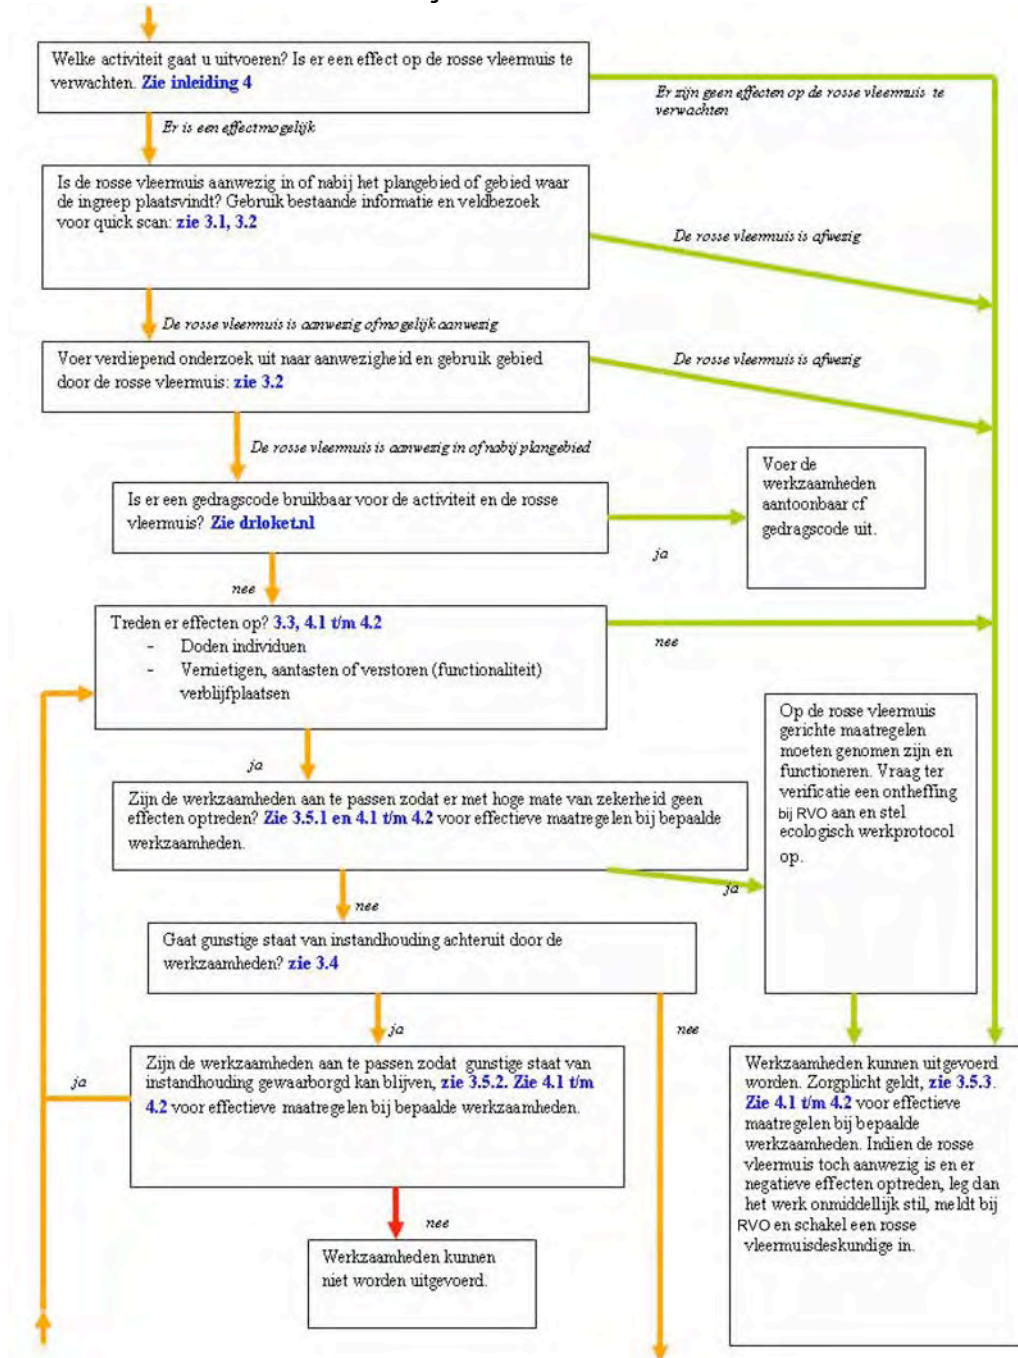 Welke activiteit gaat u uitvoeren? Is er een effect op de rosse vleermuis te
verwachten. Zie inleiding 4
Er zijn geen effecten op de rosse vleermuis te
verwachten
Er is een effect mogelijk
Is de rosse vleermuis aanwezig in of nabij het plangebied of gebied waar
de ingreep plaatsvindt? Gebruik bestaande informatie en veldbezoek
voor quick scan: zie 3.1, 3.2
De rosse vleermuis is afwezig
De rosse vleermuis is aanwezig of mogelijk aanwezig
Voer verdiepend onderzoek uit naar aanwezigheid en gebruik gebied
door de rosse vleermuis: zie 3.2
De rosse vleermuis is afwezig
De rosse vleermuis is aanwezig in of nabij plangebied
Is er een gedragscode bruikbaar voor de activiteit en de rosse
vleermuis? Zie drloket.nl
Voer de
werkzaamheden
aantoonbaar cf
gedragscode uit.
ja
nee
Treden er effecten op? 3.3, 4.1 t/m 4.2
- Doden individuen
- Vernietigen, aantasten of verstoren (functionaliteit)
verblijfplaatsen
nee
ja
Op de rosse vleermuis
gerichte maatregelen
moeten genomen zijn en
functioneren. Vraag ter
verificatie een ontheffing
bij RVO aan en stel
ecologisch werkprotocol
op.
Zijn de werkzaamheden aan te passen zodat er met hoge mate van zekerheid geen
effecten optreden? Zie 3.5.1 en 4.1 t/m 4.2 voor effectieve maatregelen bij bepaalde
werkzaamheden.
ja
nee
Gaat gunstige staat van instandhouding achteruit door de
werkzaamheden? zie 3.4
ja
nee
Zijn de werkzaamheden aan te passen zodat gunstige staat van
instandhouding gewaarborgd kan blijven, zie 3.5.2. Zie 4.1 t/m
4.2 voor effectieve maatregelen bij bepaalde werkzaamheden.
ja
nee
Werkzaamheden kunnen
niet worden uitgevoerd.
Werkzaamheden kunnen uitgevoerd
worden. Zorgplicht geldt, zie 3.5.3.
Zie 4.1 t/m 4.2 voor effectieve
maatregelen bij bepaalde
werkzaamheden. Indien de rosse
vleermuis toch aanwezig is en er
negatieve effecten optreden, leg dan
het werk onmiddellijk stil, meldt bij
RVO en schakel een rosse
vleermuisdeskundige in.